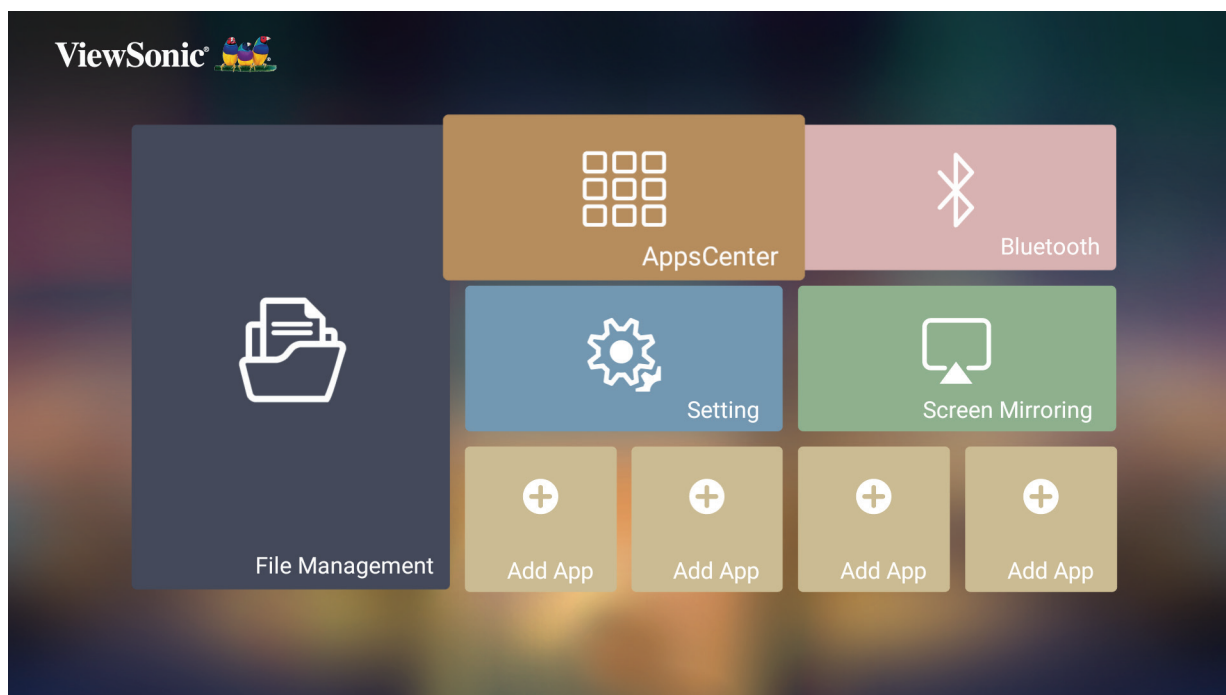 ViewSonic®
AppsCenter
Bluetooth
Setting
Screen Mirroring
File Management
Add App
Add App
Add App
Add App